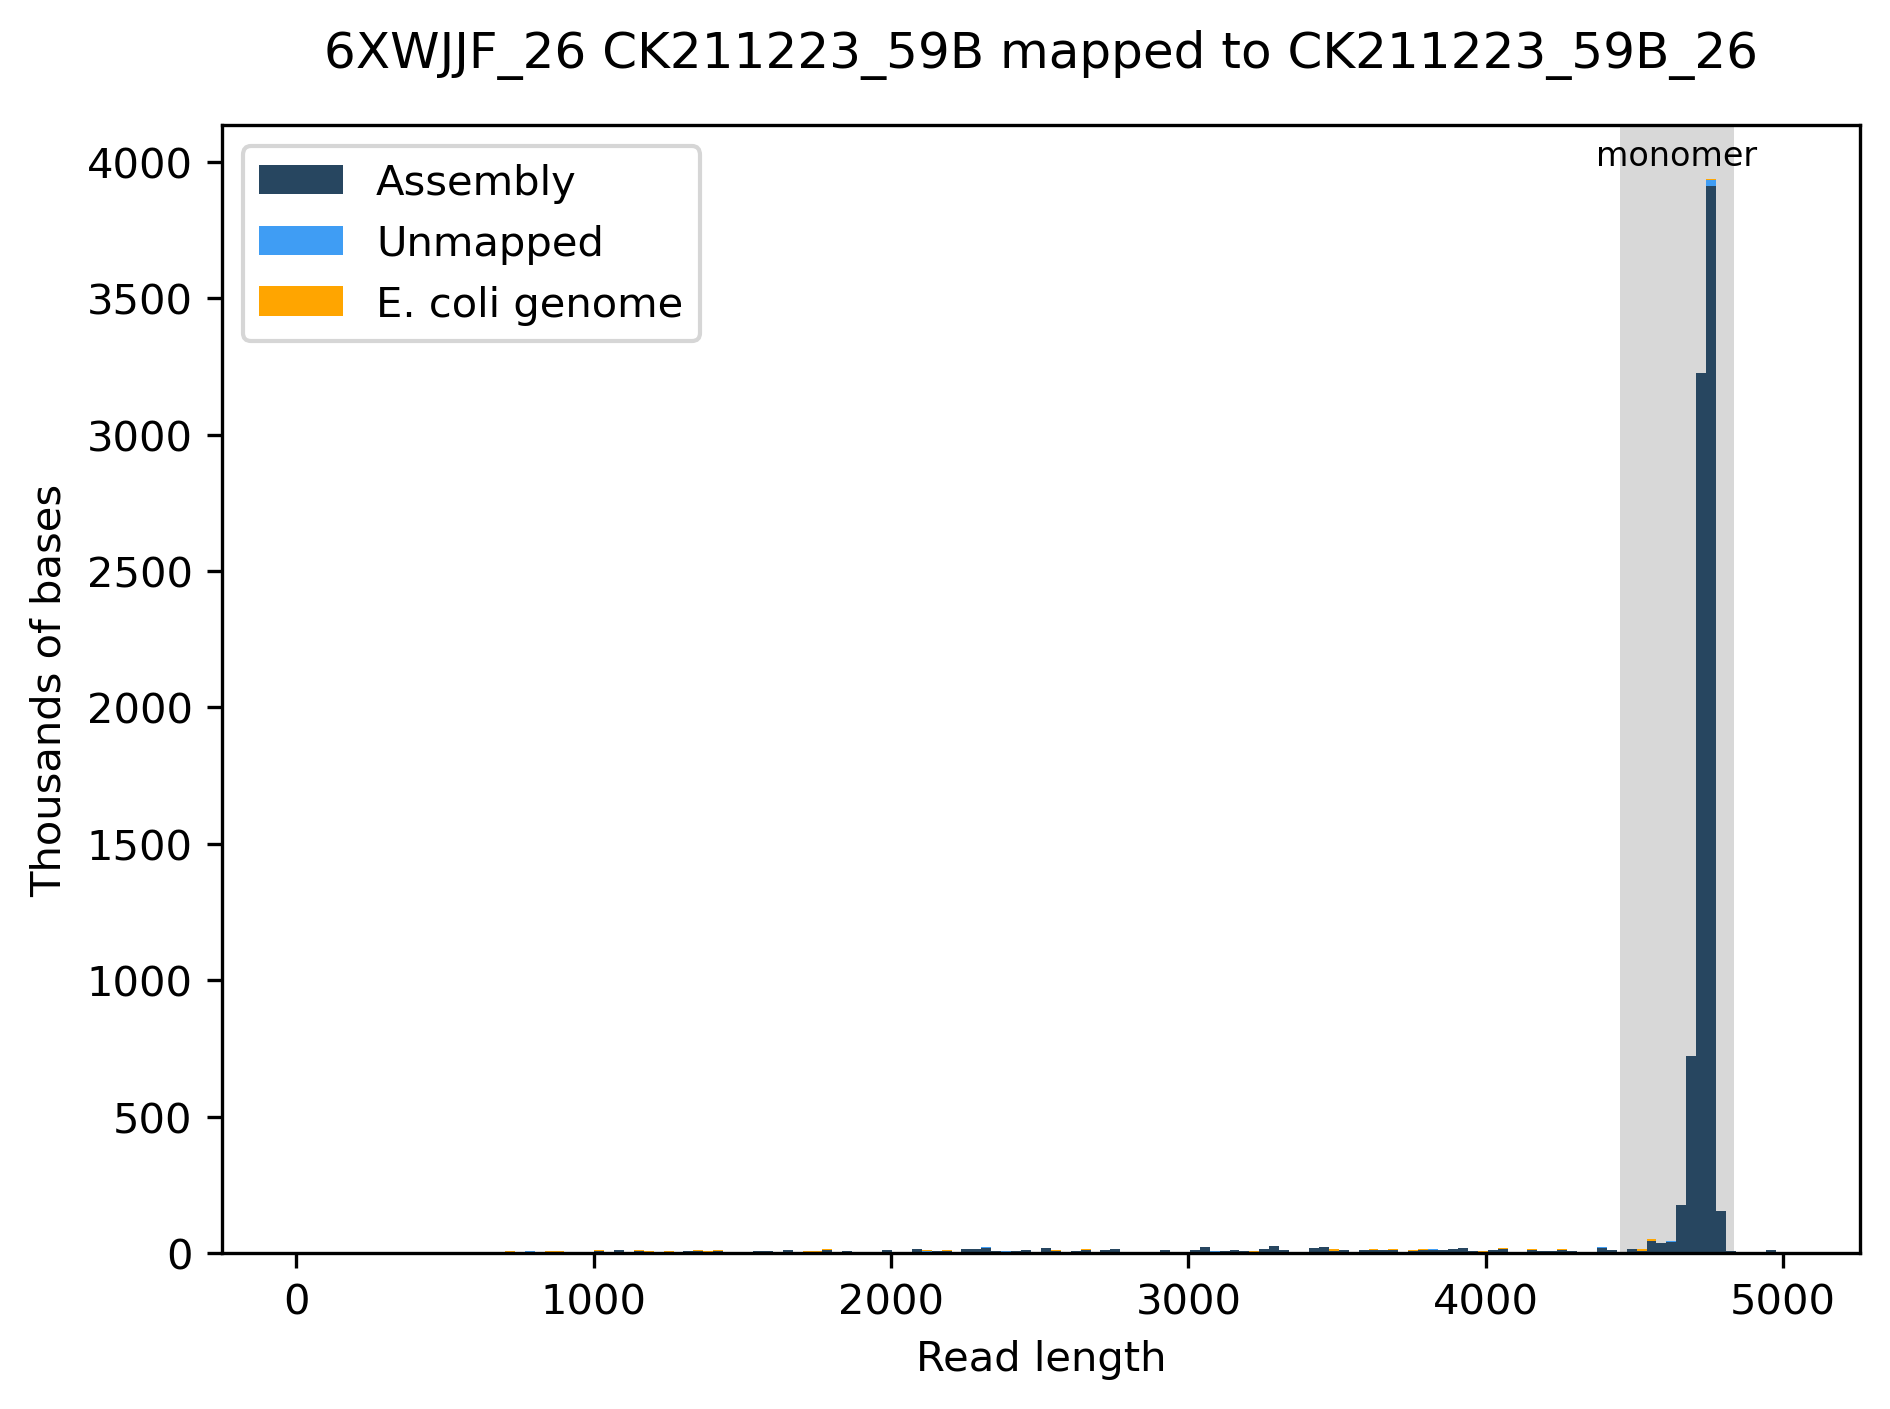 6XWJJF_26 CK211223_59B mapped to CK211223_59B_26
monomer
Assembly
Unmapped
E. coli genome
4000
3500
3000
2500
2000
1500
1000
500
0
Thousands of bases
0 1000 2000 3000 4000 5000
Read length